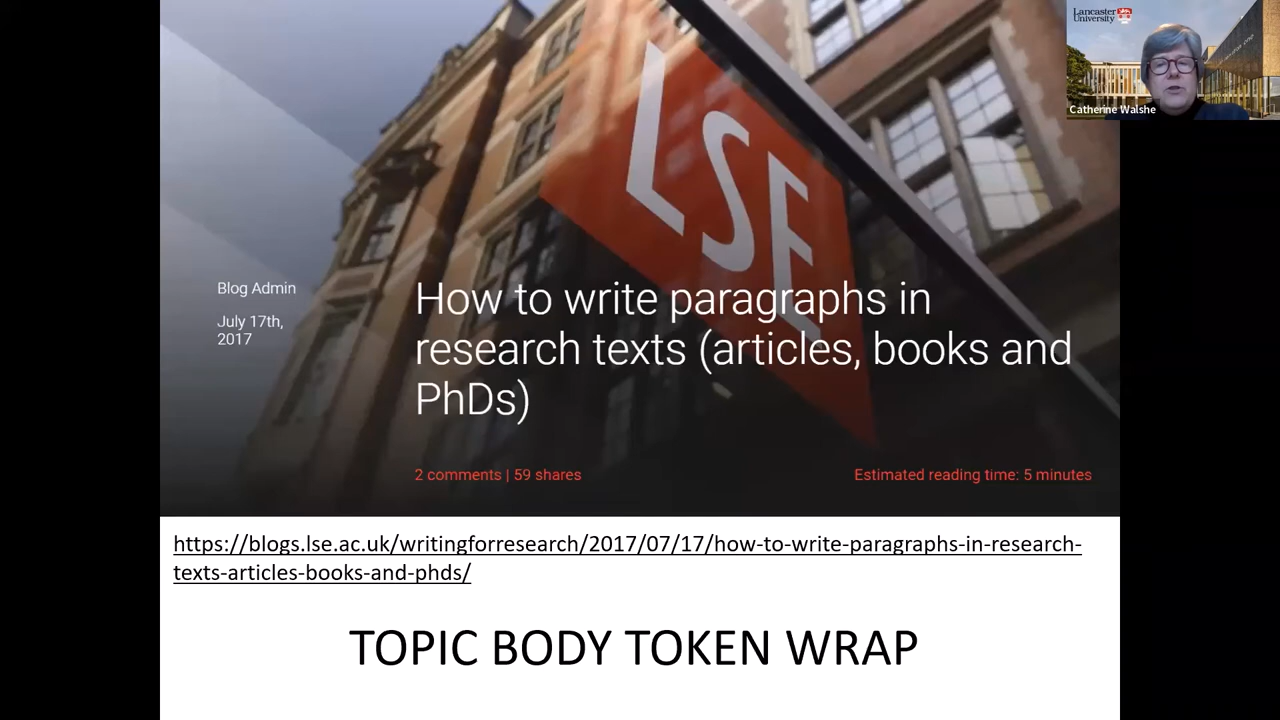 Lancaster
University
Catherine Walshe
LSE
Blog Admin
July 17th,
2017
How to write paragraphs in
research texts (articles, books and
PhDs)
2 comments | 59 shares
Estimated reading time: 5 minutes
https://blogs.lse.ac.uk/writingforresearch/2017/07/17/how-to-write-paragraphs-in-research-
texts-articles-books-and-phds/
TOPIC BODY TOKEN WRAP